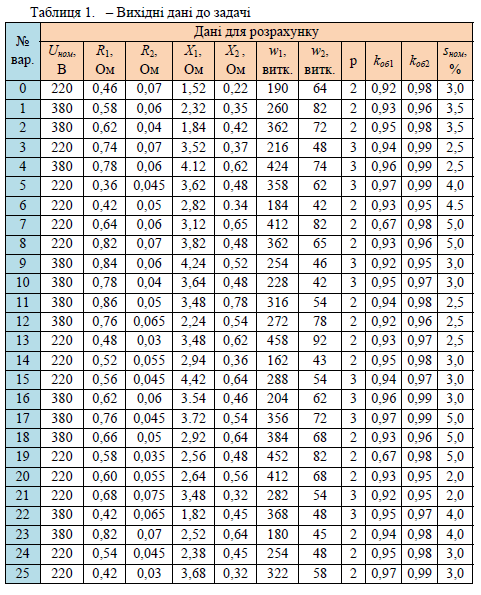 Таблиця 1. – Вихідні дані до задачі
№ вар. Дані для розрахунку
Uном, В R1, Ом R2, Ом X1, Ом X2, Ом w1, витк. w2, витк. p kоб1 kоб2 sном, %
0 220 0,46 0,07 1,52 0,22 190 64 2 0,92 0,98 3,0
1 380 0,58 0,06 2,32 0,35 260 82 2 0,93 0,96 3,5
2 380 0,62 0,04 1,84 0,42 362 72 2 0,95 0,98 3,5
3 220 0,74 0,07 3,52 0,37 216 48 3 0,94 0,99 2,5
4 380 0,78 0,06 4.12 0,62 424 74 3 0,96 0,99 2,5
5 220 0,36 0,045 3,62 0,48 358 62 3 0,97 0,99 4,0
6 220 0,42 0,05 2,82 0.34 184 42 2 0,93 0,95 4.5
7 220 0,64 0,06 3,12 0,65 412 82 2 0,67 0,98 5,0
8 220 0,82 0,07 3,82 0,48 362 65 2 0,93 0,96 5,0
9 380 0,84 0,06 4,24 0,52 254 46 3 0,92 0,95 3,0
10 380 0,78 0,04 3,64 0,48 228 42 3 0,95 0,97 3,0
11 380 0,86 0,05 3,48 0,78 316 54 2 0,94 0,98 2,5
12 380 0,76 0,065 2,24 0,54 272 78 2 0,92 0,96 2,5
13 220 0,48 0,03 3,48 0,62 458 92 2 0,93 0,97 2,5
14 220 0,52 0,055 2,94 0,36 162 43 2 0,95 0,98 3,0
15 220 0,56 0,045 4,42 0,64 288 54 3 0,94 0,97 3,0
16 380 0,62 0,06 3,54 0,46 204 62 3 0,96 0,99 3,0
17 380 0,76 0,045 3.72 0,54 356 72 3 0,97 0,99 5,0
18 380 0,66 0,05 2,92 0,64 384 68 2 0,93 0,96 5,0
19 220 0,58 0,035 2,56 0,48 452 82 2 0,67 0,98 5,0
20 220 0,60 0,055 2,64 0,56 412 68 2 0,93 0,95 2,0
21 220 0,68 0,075 3,48 0,32 282 54 3 0,92 0,95 2,0
22 380 0,42 0,065 1,82 0,45 368 48 3 0,95 0,97 4,0
23 380 0,82 0,07 2,52 0,64 180 45 2 0,94 0,98 4,0
24 220 0,54 0,045 2,38 0,45 254 48 2 0,95 0,98 3,0
25 220 0,42 0,03 3,68 0,32 322 58 2 0,97 0,99 3,0